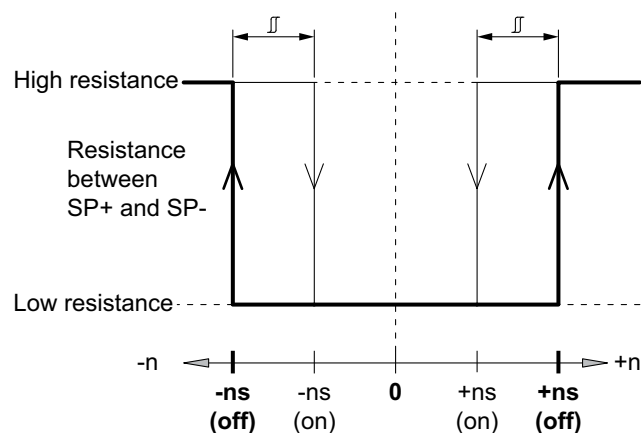 High resistance
Resistance
between
SP+ and SP-
Low resistance
-n
+n
-ns
-ns
0
+ns
+ns
(off)
(on)
(on)
(off)